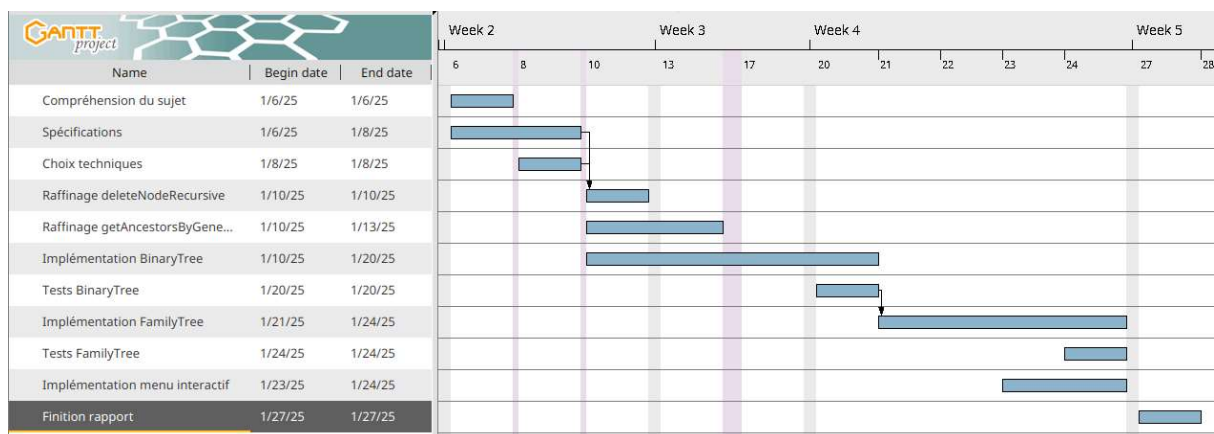 GANTT
project
Name Begin date End date
Week 2 Week 3 Week 4 Week 5
6 8 10 13 17 20 21 22 23 24 27 28
Compréhension du sujet 1/6/25 1/6/25
Spécifications 1/6/25 1/8/25
Choix techniques 1/8/25 1/8/25
Raffinage deleteNodeRecursive 1/10/25 1/10/25
Raffinage getAncestorsByGene... 1/10/25 1/13/25
Implémentation BinaryTree 1/10/25 1/20/25
Tests BinaryTree 1/20/25 1/20/25
Implémentation FamilyTree 1/21/25 1/24/25
Tests FamilyTree 1/24/25 1/24/25
Implémentation menu interactif 1/23/25 1/24/25
Finition rapport 1/27/25 1/27/25